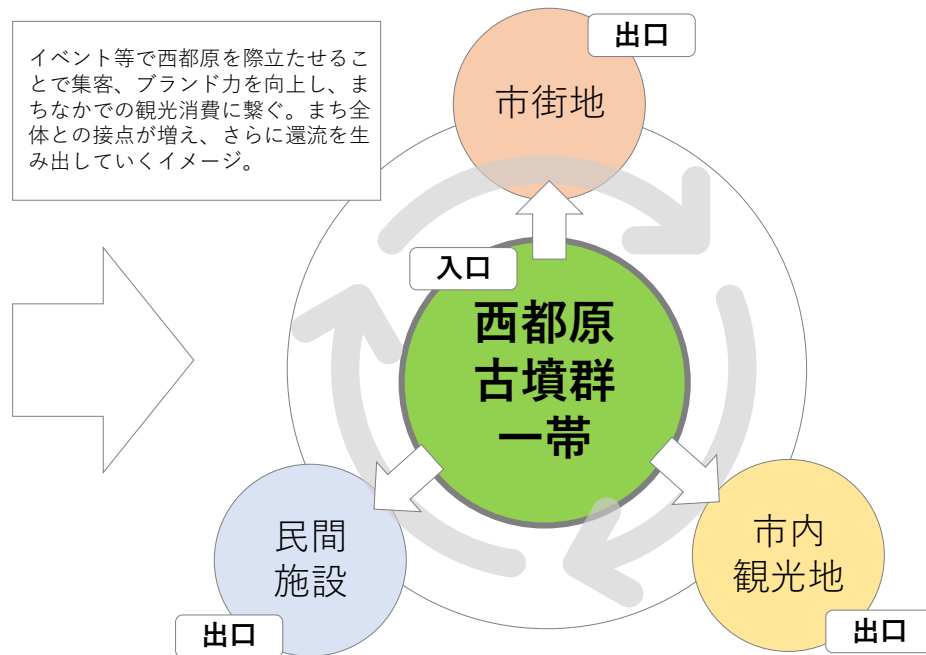 イベント等で西都原を際立たせるこ
とで集客、ブランド力を向上し、ま
ちなかでの観光消費に繋ぐ。まち全
体との接点が増え、さらに還流を生
み出していくイメージ。
出口
市街地
入口
西都原
古墳群
一帯
民間
施設
出口
市内
観光地
出口